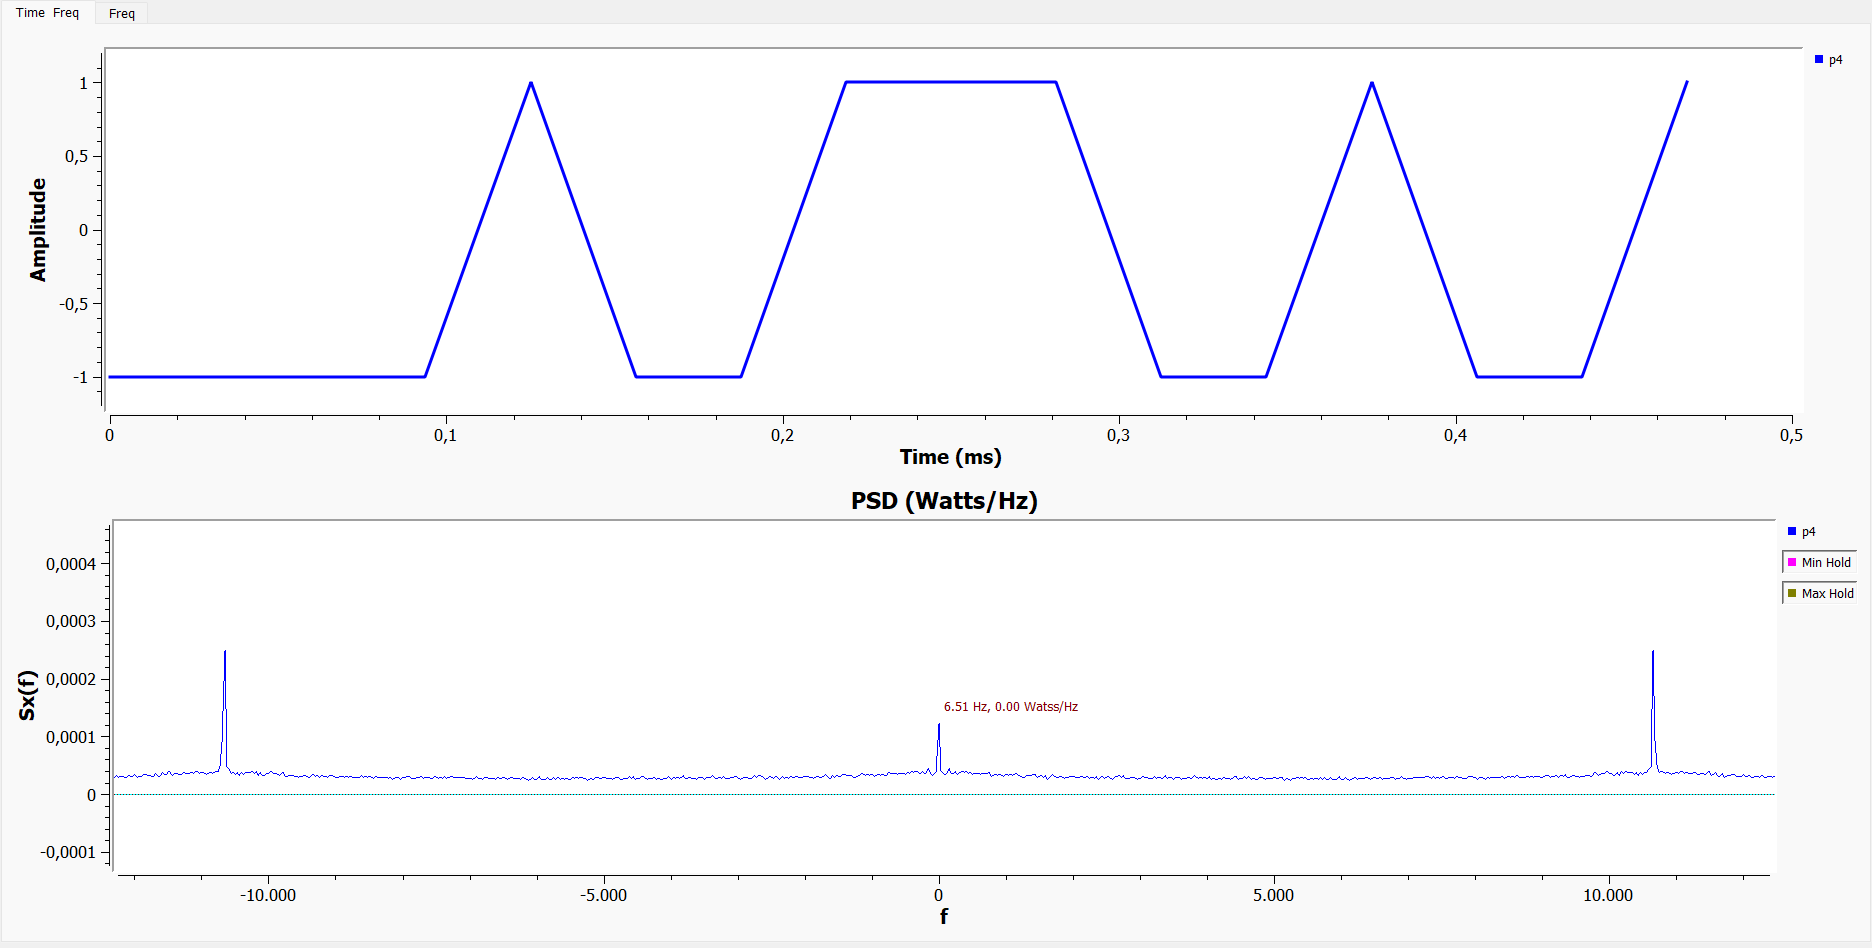 Time Freq
Freq
p4
1
0,5
0
-0,5
-1
Amplitude
0
0,1
0,2
0,3
0,4
0,5
Time (ms)
PSD (Watts/Hz)
p4
Min Hold
Max Hold
0,0004
0,0003
0,0002
0,0001
0
-0,0001
Sx(f)
6.51 Hz, 0.00 Watss/Hz
-10.000
-5.000
0
5.000
10.000
f